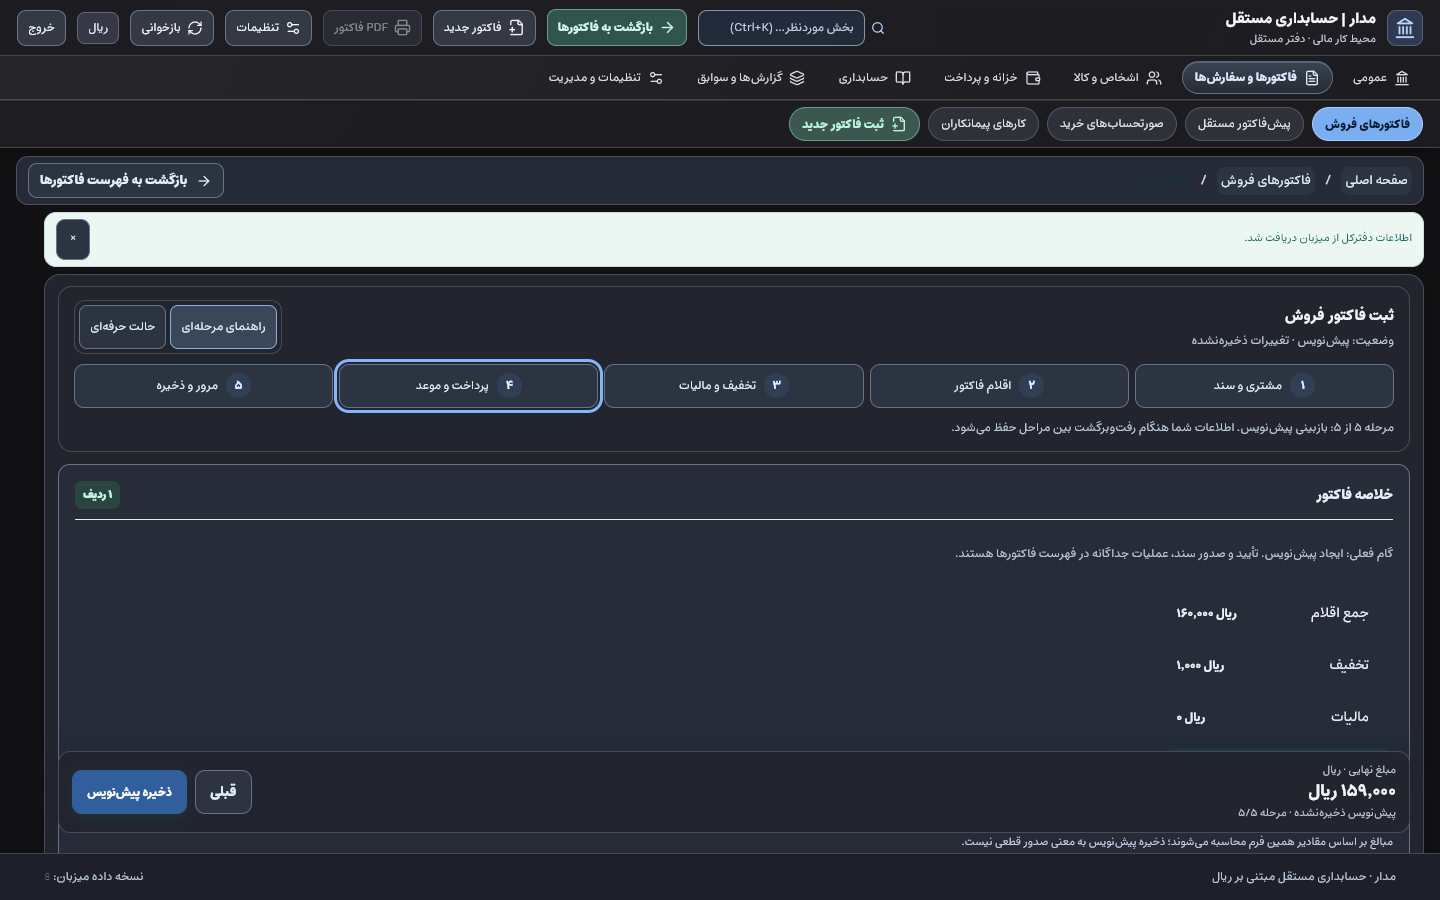 مدار | حسابداری مستقل
محیط کار مالی · دفتر مستقل
بخش موردنظر... (Ctrl+K)
بازگشت به فاکتورها
فاکتور جدید
PDF فاکتور
تنظیمات
بازخوانی
ریال
خروج
عمومی
فاکتورها و سفارش‌ها
اشخاص و کالا
خزانه و پرداخت
حسابداری
گزارش‌ها و سوابق
تنظیمات و مدیریت
فاکتورهای فروش
پیش‌فاکتور مستقل
صورتحساب‌های خرید
کارهای پیمانکاران
ثبت فاکتور جدید
صفحه اصلی / فاکتورهای فروش /
بازگشت به فهرست فاکتورها
اطلاعات دفترکل از میزبان دریافت شد.
×
ثبت فاکتور فروش
وضعیت: پیش‌نویس · تغییرات ذخیره‌نشده
راهنمای مرحله‌ای
حالت حرفه‌ای
۱ مشتری و سند
۲ اقلام فاکتور
۳ تخفیف و مالیات
۴ پرداخت و موعد
۵ مرور و ذخیره
مرحله ۵ از ۵: بازبینی پیش‌نویس. اطلاعات شما هنگام رفت‌وبرگشت بین مراحل حفظ می‌شود.
خلاصه فاکتور
۱ ردیف
گام فعلی: ایجاد پیش‌نویس. تأیید و صدور سند، عملیات جداگانه در فهرست فاکتورها هستند.
جمع اقلام
۱۶۰,۰۰۰ ریال
تخفیف
۱,۰۰۰ ریال
مالیات
۰ ریال
مبلغ نهایی · ریال
۱۵۹,۰۰۰ ریال
پیش‌نویس ذخیره‌نشده · مرحله ۵/۵
قبلی
ذخیره پیش‌نویس
مبالغ بر اساس مقادیر همین فرم محاسبه می‌شوند؛ ذخیره پیش‌نویس به معنی صدور قطعی نیست.
مدار · حسابداری مستقل مبتنی بر ریال
نسخه داده میزبان: